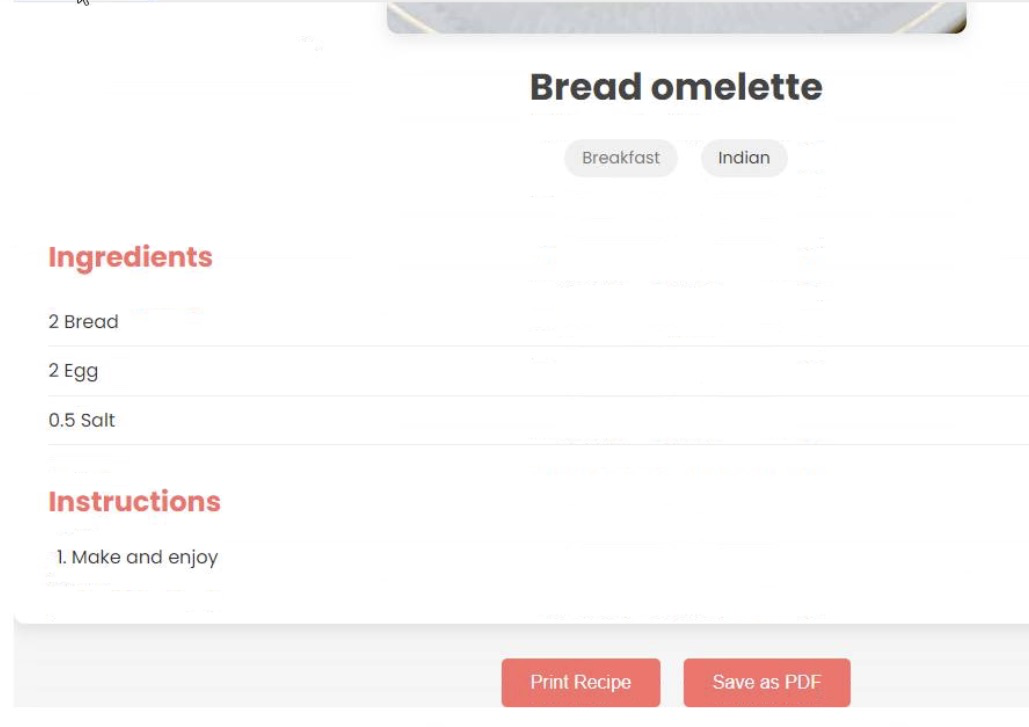 Bread omelette
Breakfast Indian
Ingredients
2 Bread
2 Egg
0.5 Salt
Instructions
1. Make and enjoy
Print Recipe Save as PDF